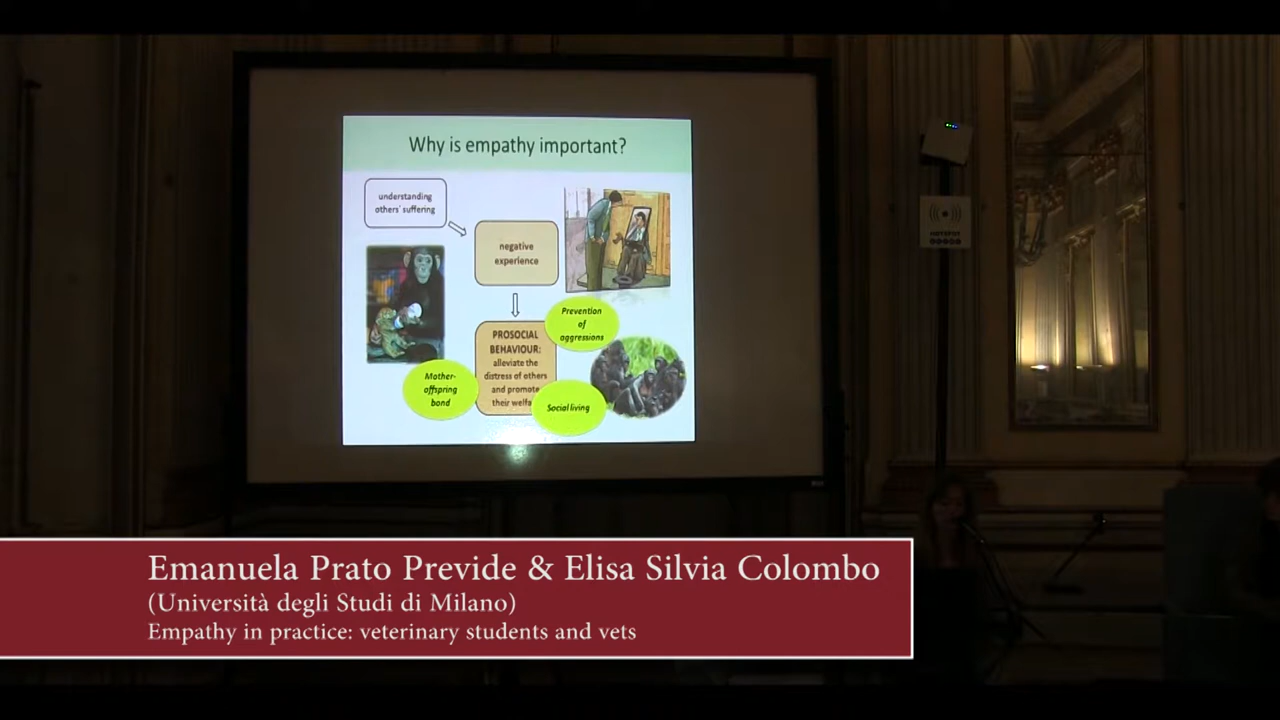 Why is empathy important?
understanding
others' suffering
negative
experience
Prevention
of
aggressions
PROSOCIAL
BEHAVIOUR:
alleviate the
distress of others
and promote
their welfa
Mother-
offspring
bond
Social living
Emanuela Prato Previde & Elisa Silvia Colombo
(Università degli Studi di Milano)
Empathy in practice: veterinary students and vets